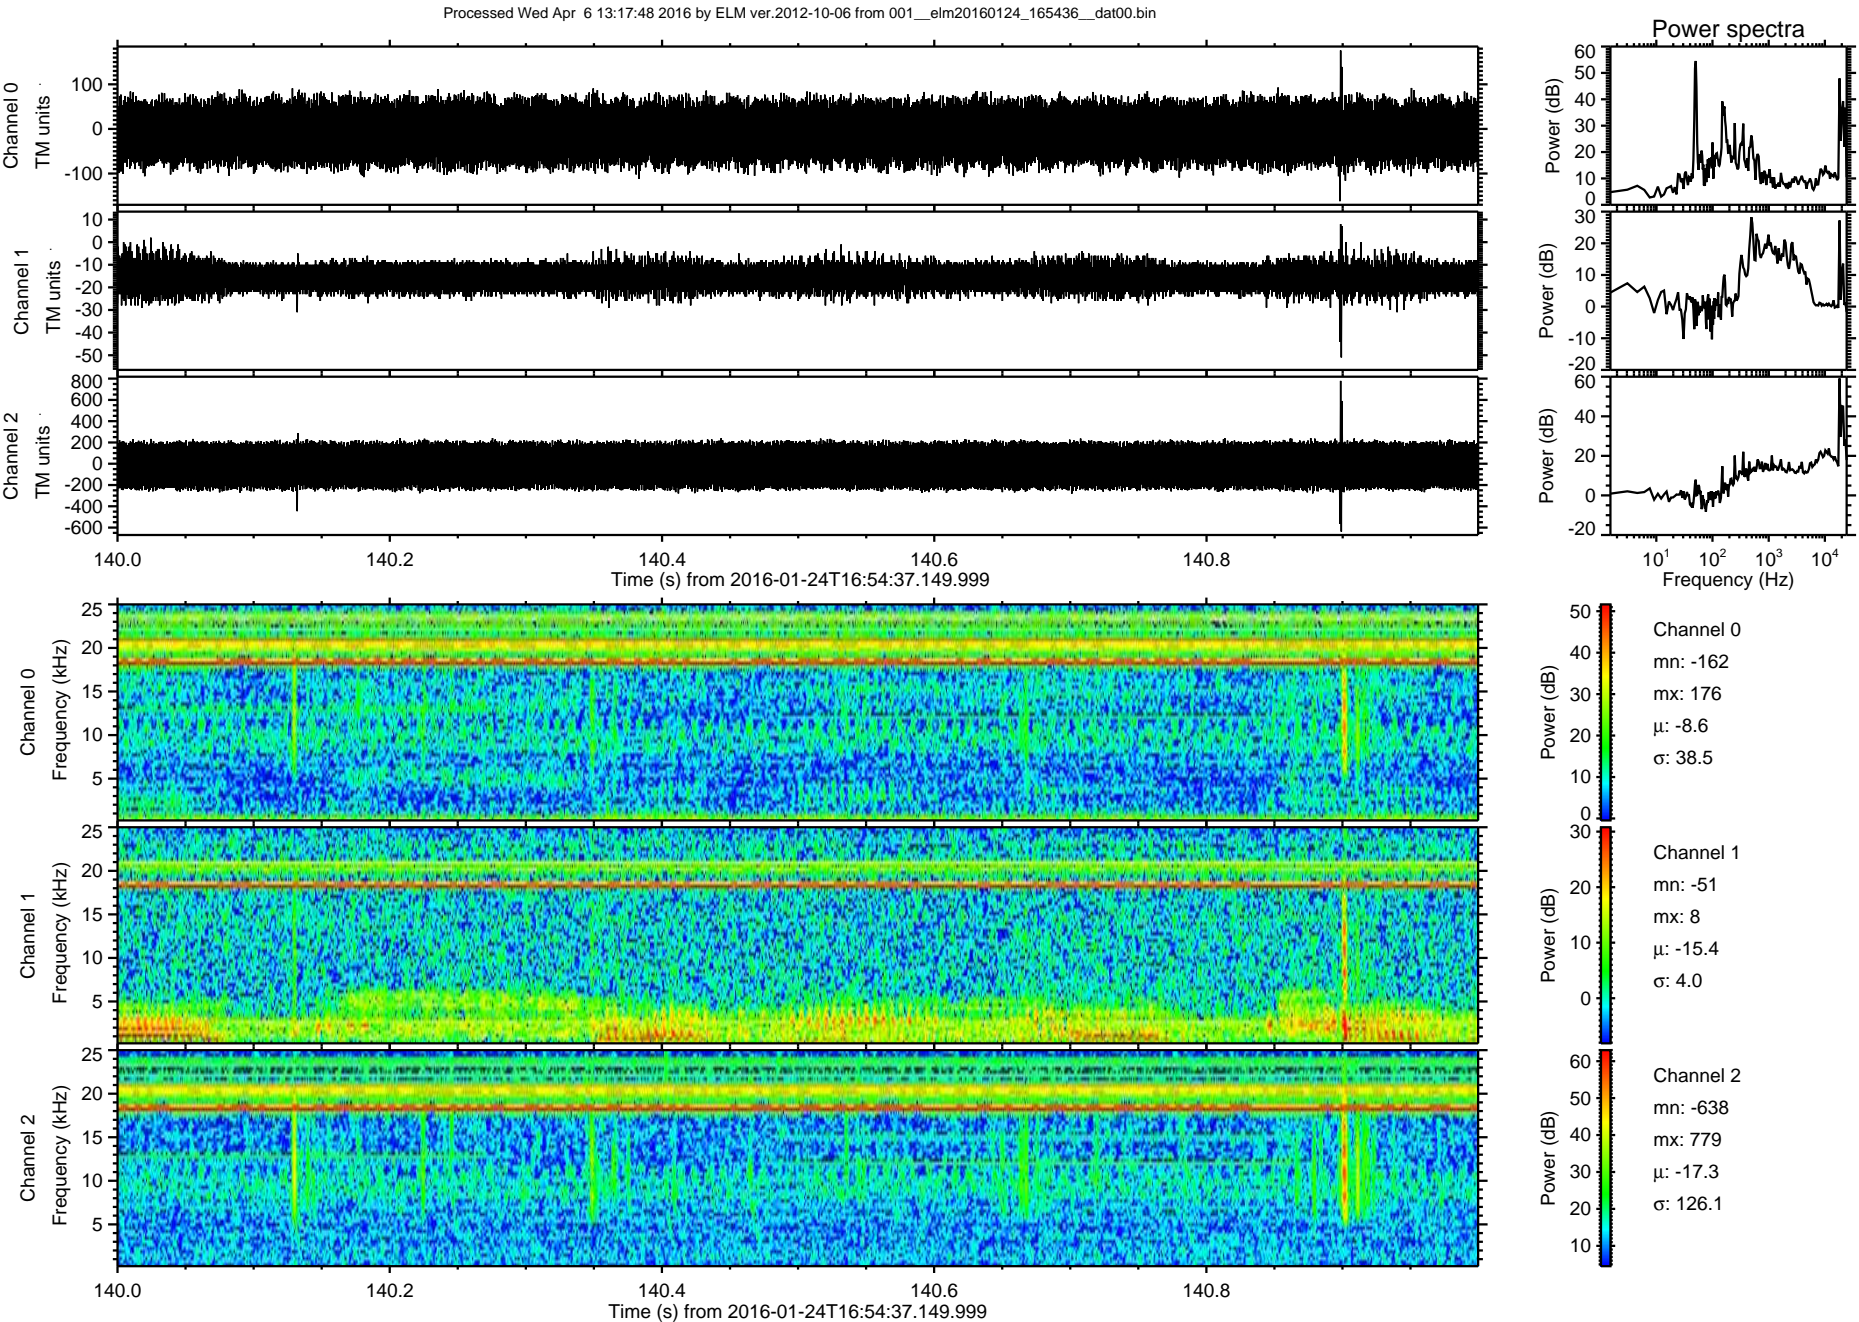 Processed Wed Apr  6 13:17:48 2016 by ELM ver.2012-10-06 from 001__elm20160124_165436__dat00.bin
Power spectra
Channel 0
TM units
100
0
-100
Power (dB)
60
50
40
30
20
10
0
Channel 1
TM units
10
0
-10
-20
-30
-40
-50
Power (dB)
30
20
10
0
-10
-20
Channel 2
TM units
800
600
400
200
0
-200
-400
-600
Power (dB)
60
40
20
0
-20
140.0 140.2 140.4 140.6 140.8
Time (s) from 2016-01-24T16:54:37.149.999
10¹ 10² 10³ 10⁴
Frequency (Hz)
Channel 0
Frequency (kHz)
25
20
15
10
5
Power (dB)
50
40
30
20
10
0
Channel 0
mn: -162
mx: 176
μ: -8.6
σ: 38.5
Channel 1
Frequency (kHz)
25
20
15
10
5
Power (dB)
30
20
10
0
Channel 1
mn: -51
mx: 8
μ: -15.4
σ: 4.0
Channel 2
Frequency (kHz)
25
20
15
10
5
Power (dB)
60
50
40
30
20
10
Channel 2
mn: -638
mx: 779
μ: -17.3
σ: 126.1
140.0 140.2 140.4 140.6 140.8
Time (s) from 2016-01-24T16:54:37.149.999